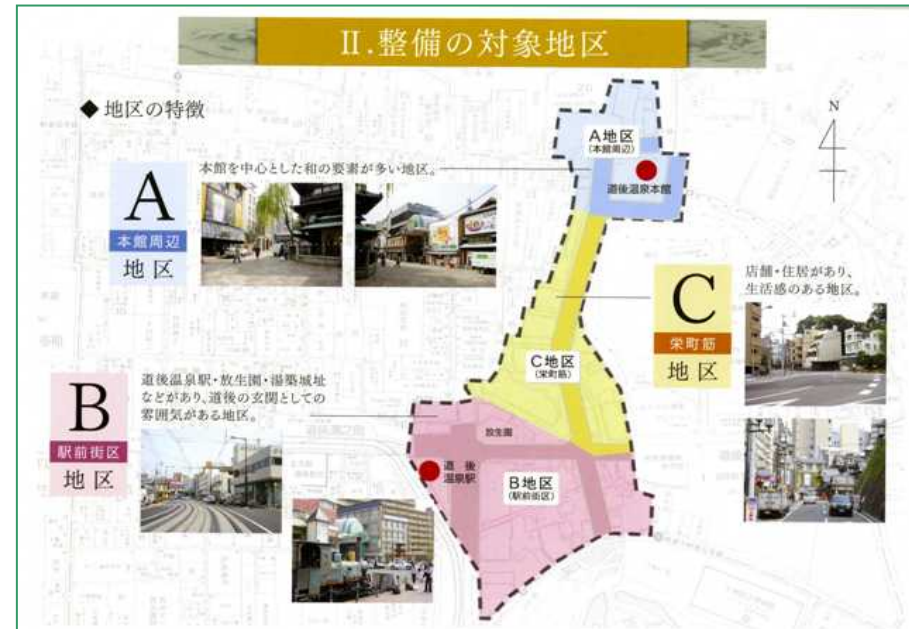 Ⅱ.整備の対象地区
◆ 地区の特徴
A
本館周辺
地区
本館を中心とした和の要素が多い地区。
N
A地区
(本館周辺)
道後温泉本館
C
栄町筋
地区
店舗・住居があり、
生活感のある地区。
C地区
(栄町筋)
B
駅前街区
地区
道後温泉駅・放生園・湯築城址
などがあり、道後の玄関としての
雰囲気がある地区。
放生園
道後
温泉駅
B地区
(駅前街区)